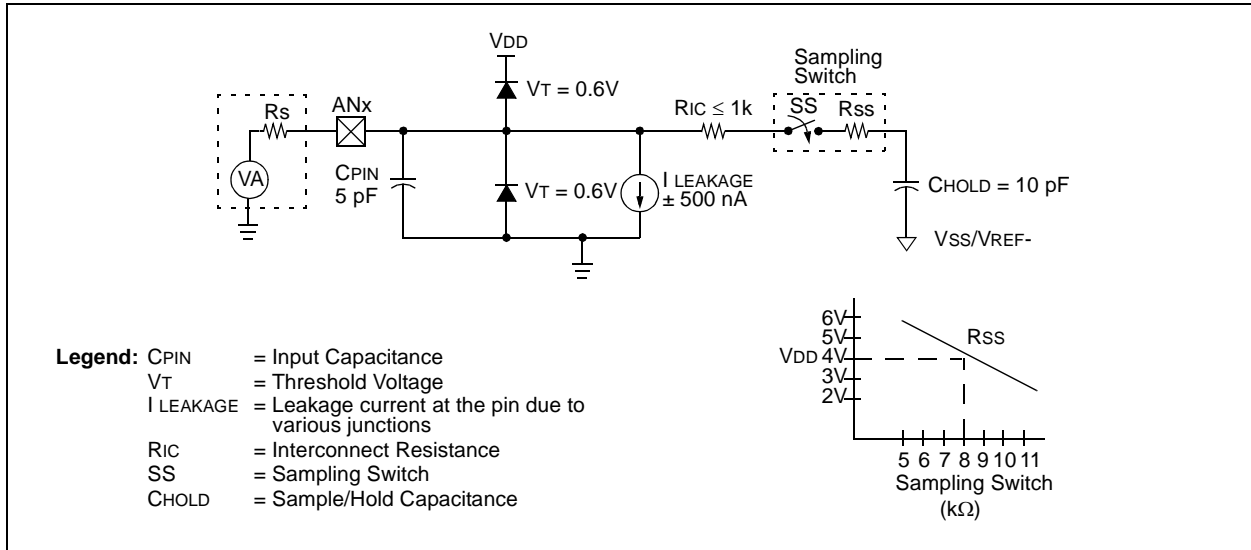 VDD
Sampling
Switch
VT = 0.6V
Rs
ANx
RIC ≤ 1k
SS
Rss
VA
CPIN
5 pF
VT = 0.6V
I LEAKAGE
± 500 nA
CHOLD = 10 pF
VSS/VREF-
Legend: CPIN = Input Capacitance
VT = Threshold Voltage
I LEAKAGE = Leakage current at the pin due to
various junctions
RIC = Interconnect Resistance
SS = Sampling Switch
CHOLD = Sample/Hold Capacitance
6V
5V
VDD 4V
3V
2V
RSS
5 6 7 8 9 10 11
Sampling Switch
(kΩ)